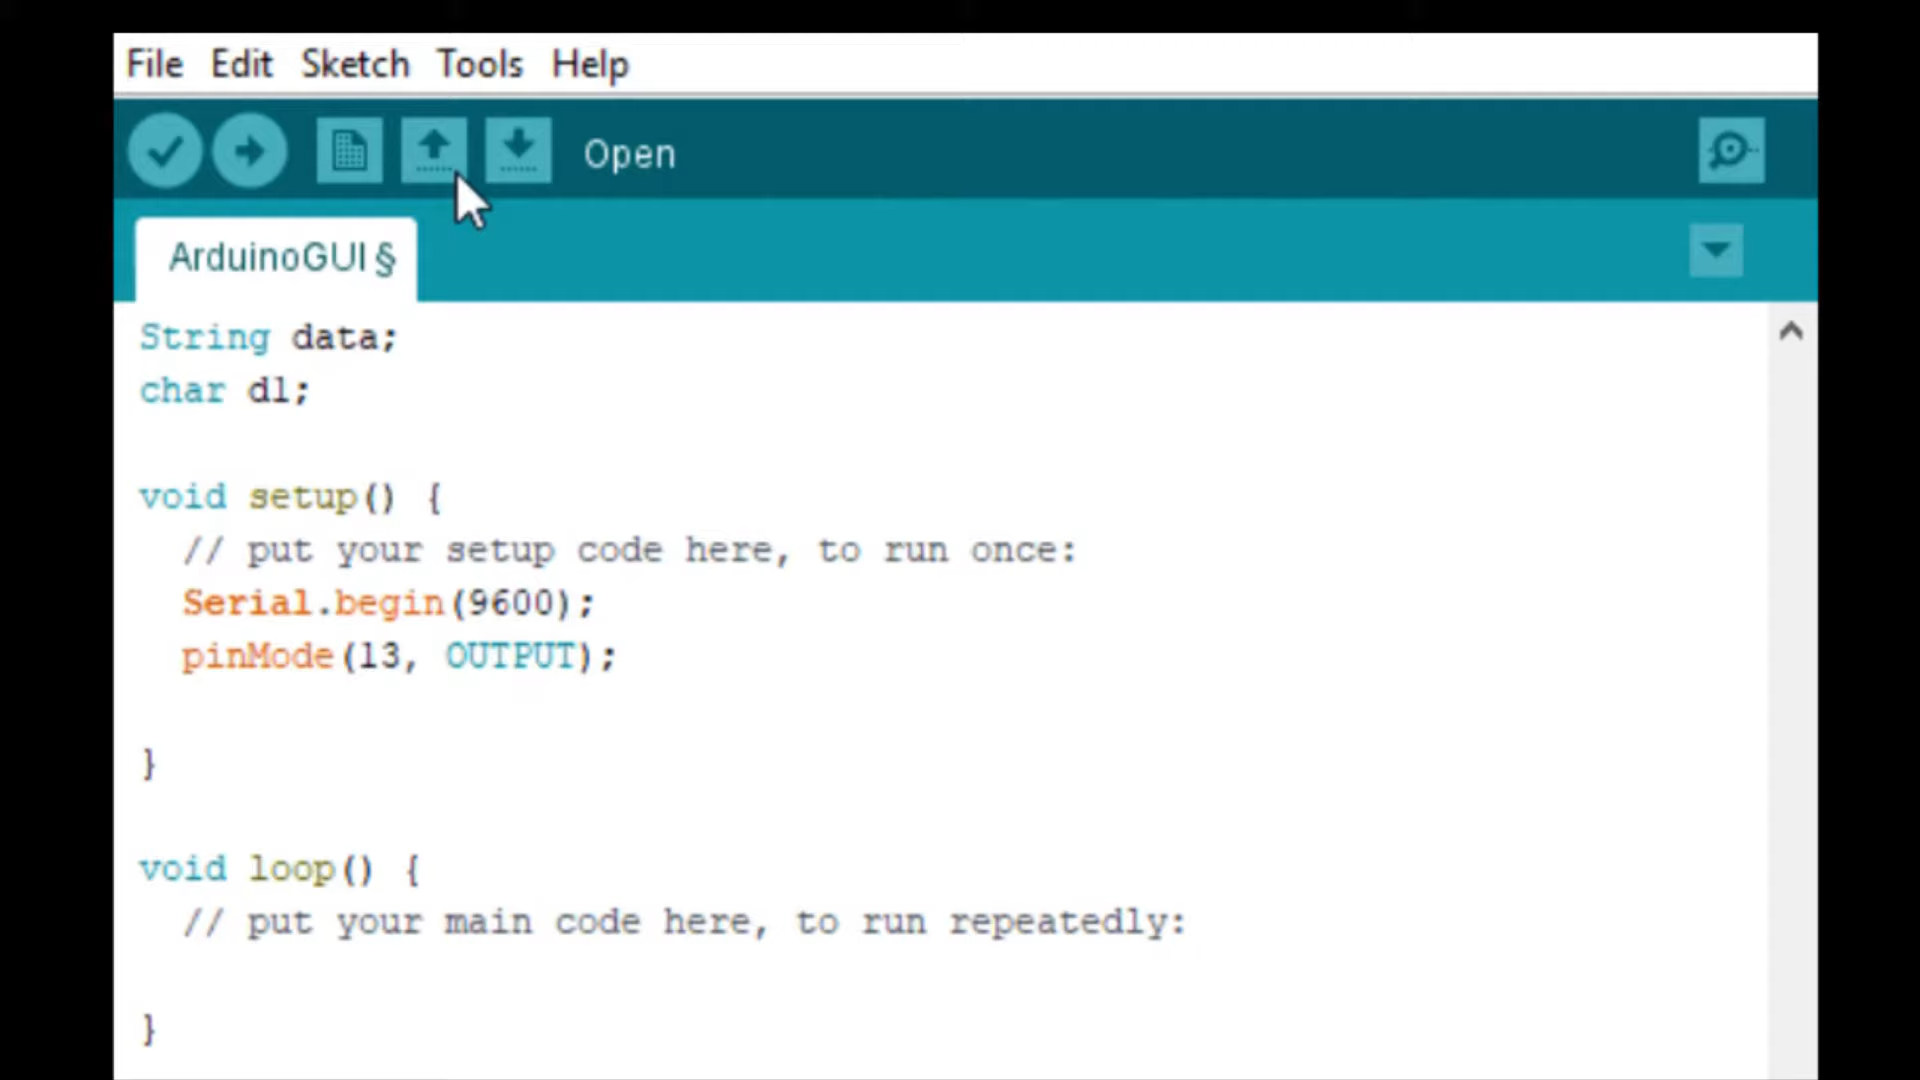 File Edit Sketch Tools Help
Open
ArduinoGUI §
String data;
char dl;
void setup() {
// put your setup code here, to run once:
Serial.begin(9600);
pinMode(13, OUTPUT);
}
void loop() {
// put your main code here, to run repeatedly:
}